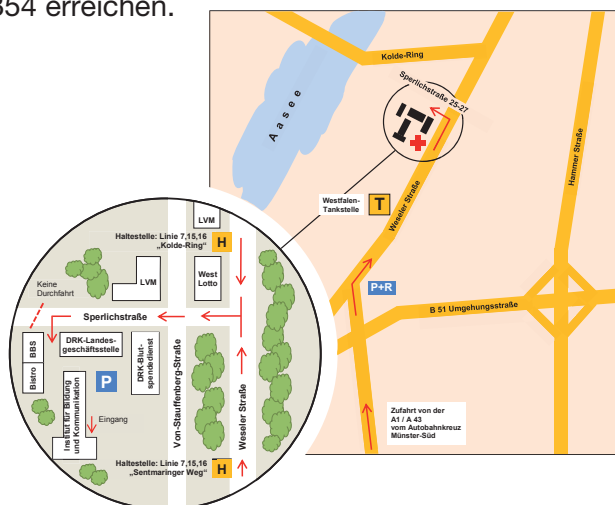 354 erreichen.
Kolde-Ring
Sperlichstraße 25-27
Aasee
Hammer Straße
Weseler Straße
Westfalen-
Tankstelle
T
P+R
B 51 Umgehungsstraße
Zufahrt von der
A1 / A 43
vom Autobahnkreuz
Münster-Süd
LVM
Haltestelle: Linie 7,15,16
„Kolde-Ring"
H
Keine
Durchfahrt
LVM
West
Lotto
Sperlichstraße
BBS
Bistro
DRK-Landes-
geschäftsstelle
DRK-Blut-
spendedienst
P
Institut für Bildung
und Kommunikation
Eingang
Von-Stauffenberg-Straße
Weseler Straße
Haltestelle: Linie 7,15,16
„Sentmaringer Weg"
H